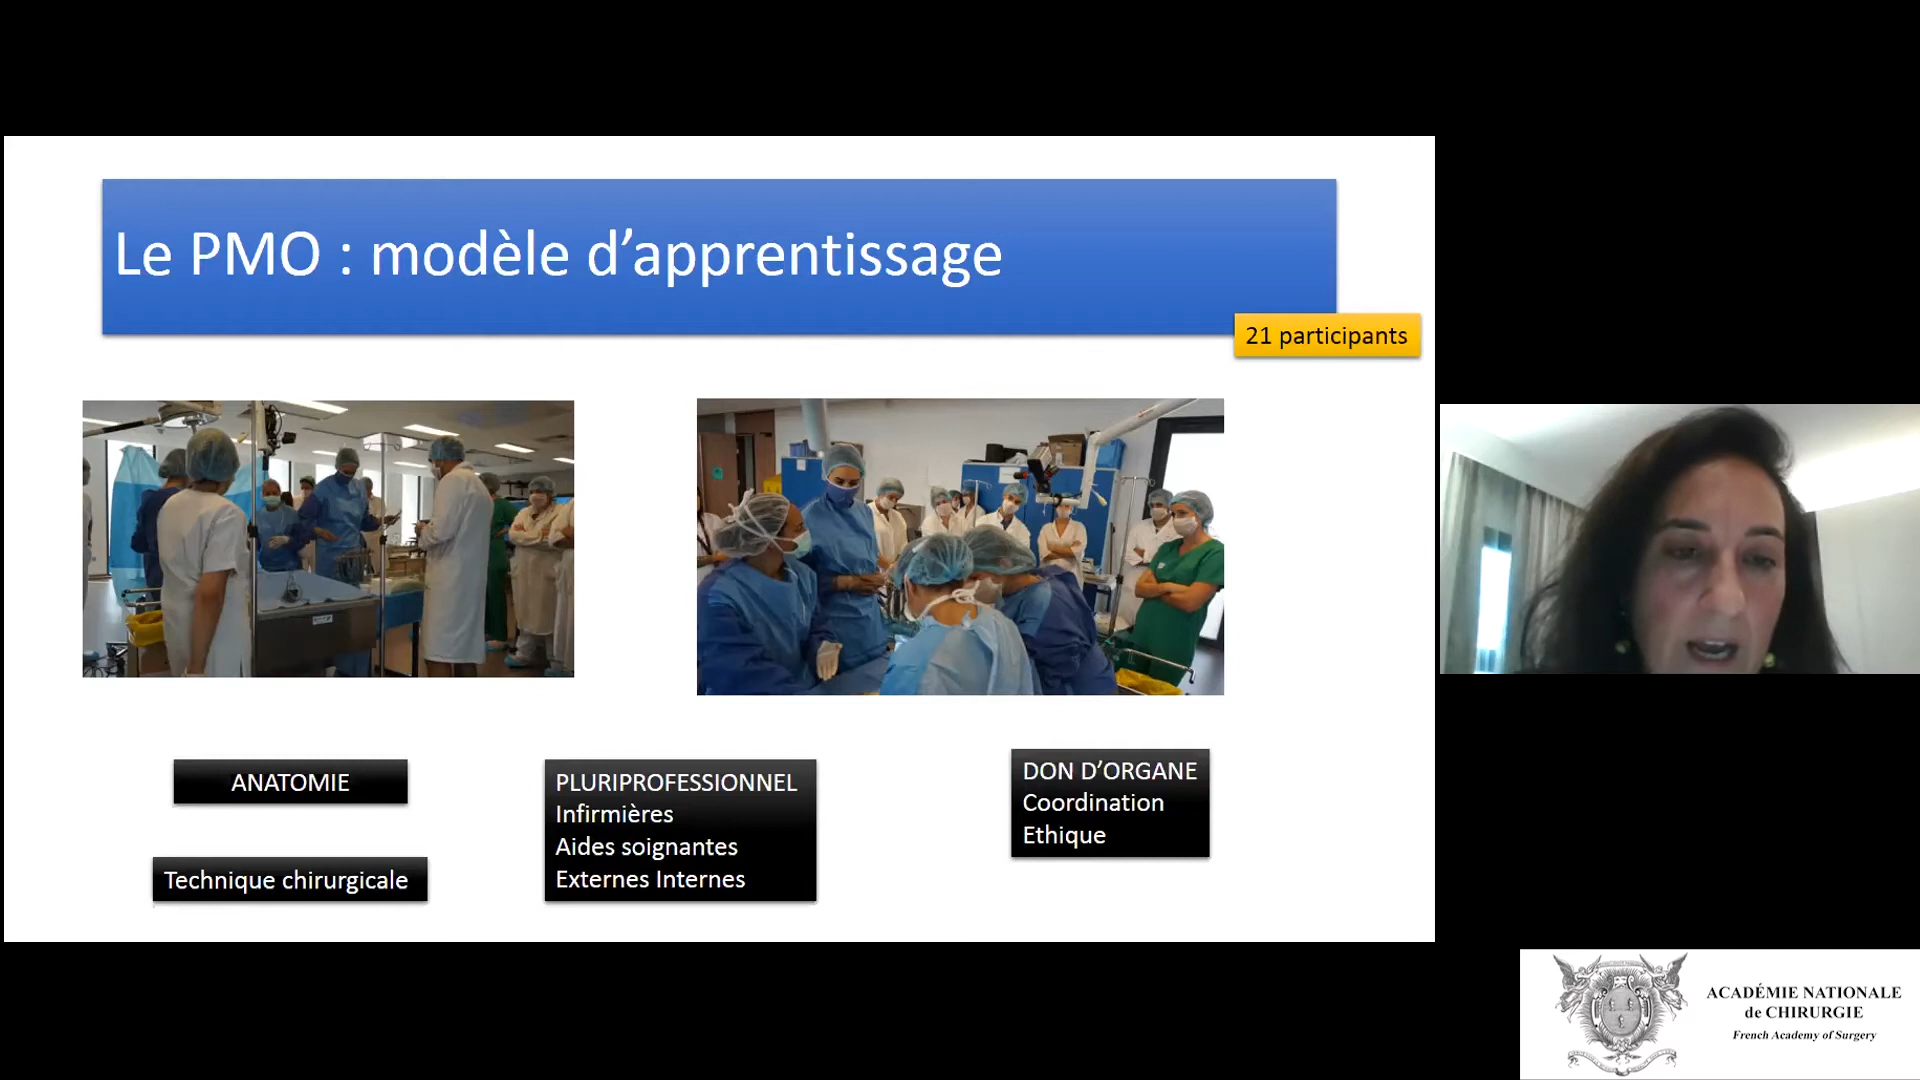 Le PMO : modèle d’apprentissage
21 participants
ANATOMIE
Technique chirurgicale
PLURIPROFESSIONNEL
Infirmières
Aides soignantes
Externes Internes
DON D’ORGANE
Coordination
Ethique
ACADÉMIE NATIONALE
de CHIRURGIE
French Academy of Surgery